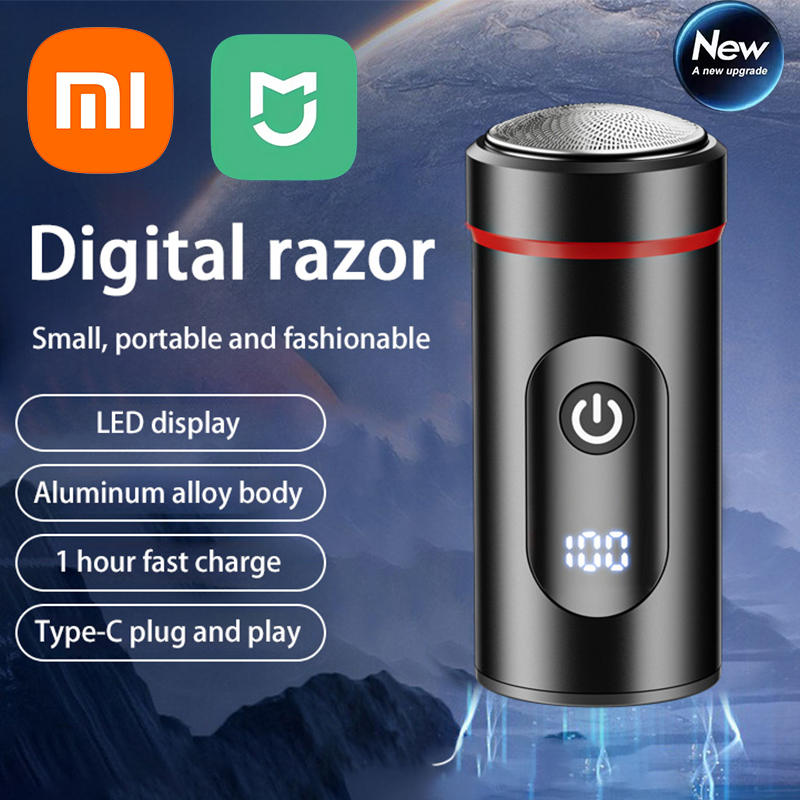 mi
New
A new upgrade
Digital razor
Small, portable and fashionable
LED display
Aluminum alloy body
1 hour fast charge
Type-C plug and play
100